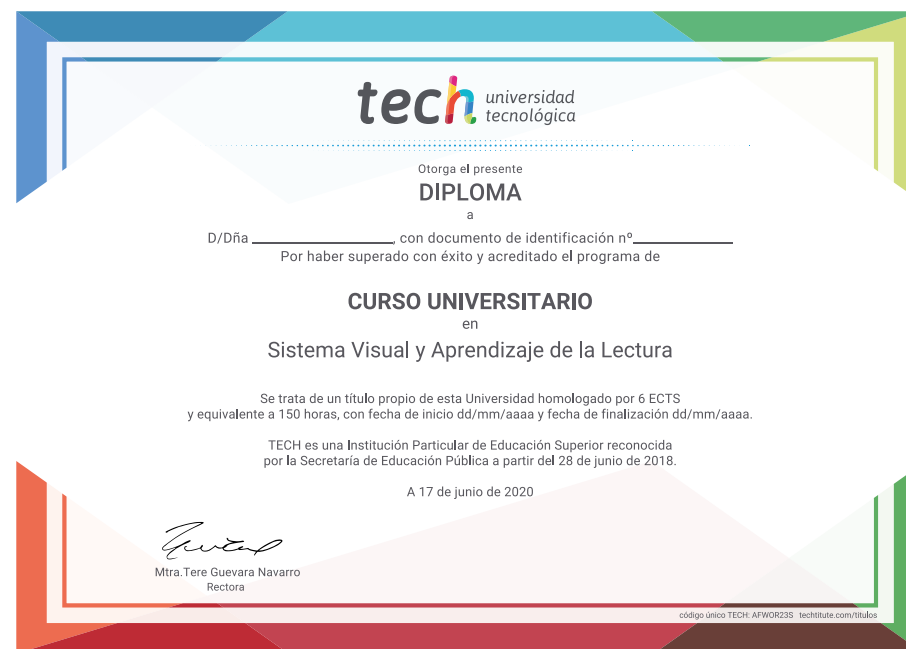 tech universidad
tecnológica
Otorga el presente
DIPLOMA
a
D/Dña ____________________, con documento de identificación nº______________
Por haber superado con éxito y acreditado el programa de
CURSO UNIVERSITARIO
en
Sistema Visual y Aprendizaje de la Lectura
Se trata de un título propio de esta Universidad homologado por 6 ECTS
y equivalente a 150 horas, con fecha de inicio dd/mm/aaaa y fecha de finalización dd/mm/aaaa.
TECH es una Institución Particular de Educación Superior reconocida
por la Secretaría de Educación Pública a partir del 28 de junio de 2018.
A 17 de junio de 2020
Mtra.Tere Guevara Navarro
Rectora
código único TECH: AFWOR23S techtitute.com/titulos